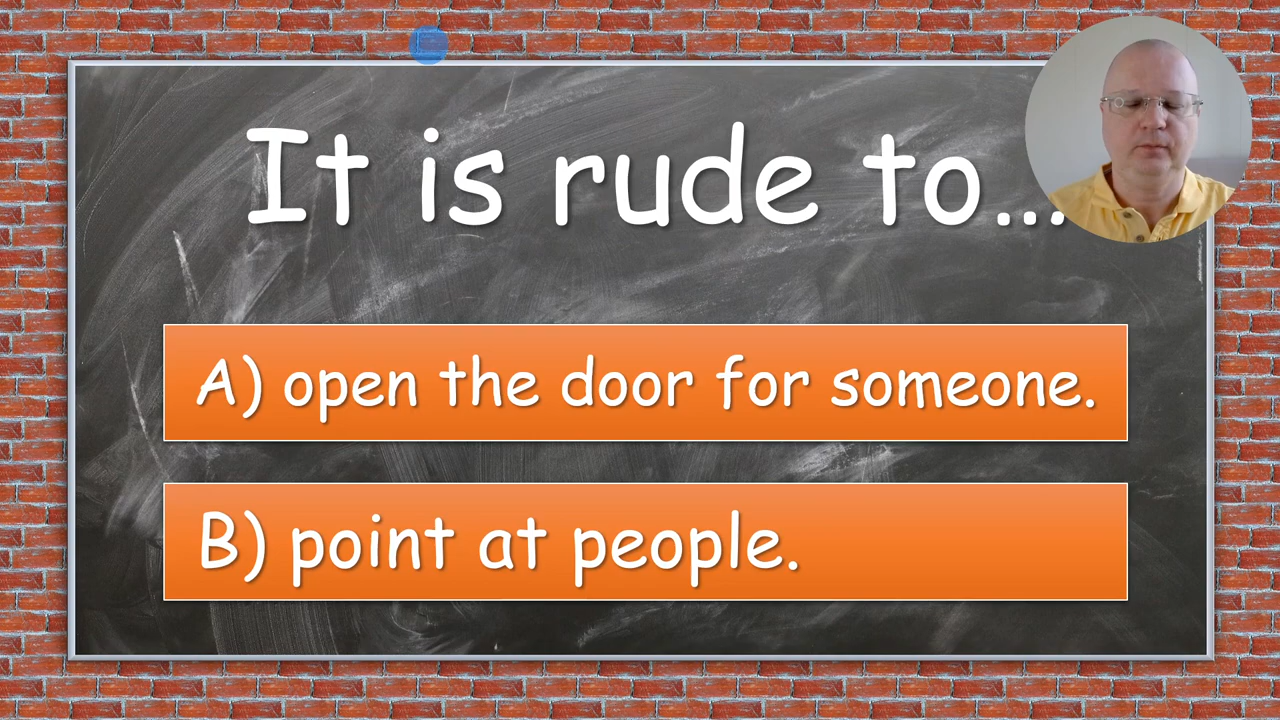 It is rude to...
A) open the door for someone.
B) point at people.